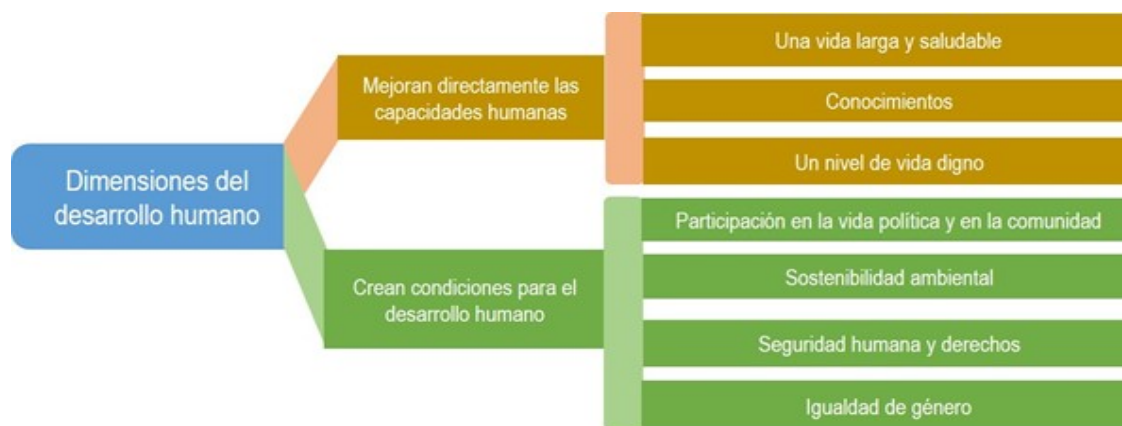 Dimensiones del
desarrollo humano
Mejoran directamente las
capacidades humanas
Una vida larga y saludable
Conocimientos
Un nivel de vida digno
Crean condiciones para el
desarrollo humano
Participación en la vida política y en la comunidad
Sostenibilidad ambiental
Seguridad humana y derechos
Igualdad de género